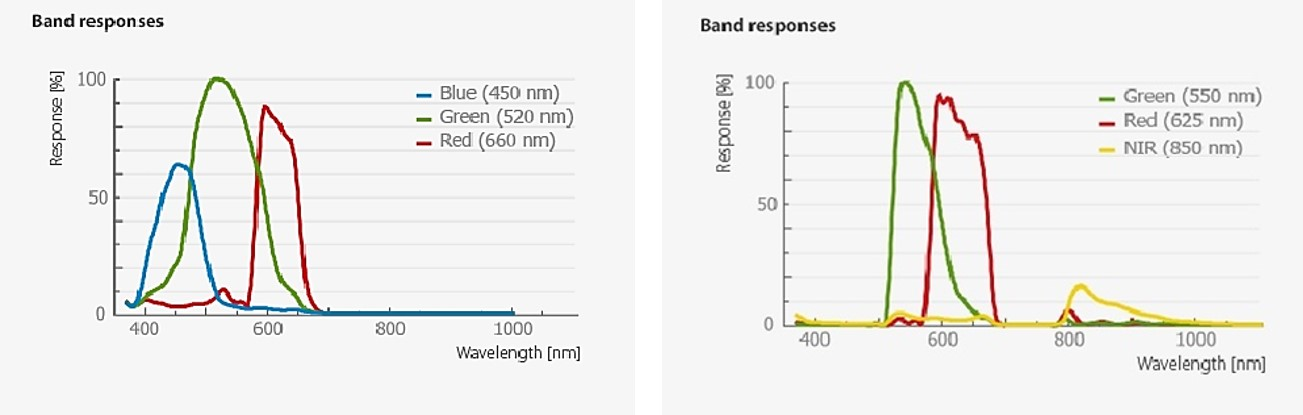 Band responses
Response [%]
100
50
0
Blue (450 nm)
Green (520 nm)
Red (660 nm)
400 600 800 1000
Wavelength [nm]
Band responses
Response [%]
100
50
0
Green (550 nm)
Red (625 nm)
NIR (850 nm)
400 600 800 1000
Wavelength [nm]